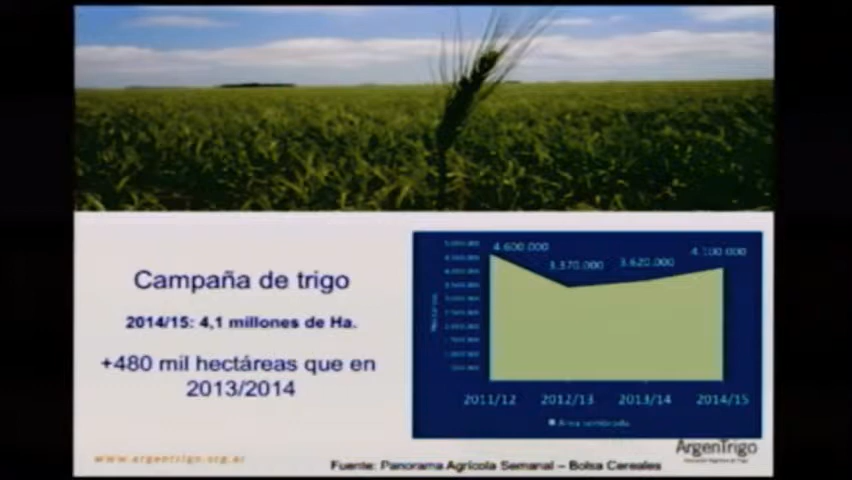 Campaña de trigo
2014/15: 4,1 millones de Ha.
+480 mil hectáreas que en
2013/2014
4.600.000
3.370.000
3.620.000
4.100.000
2011/12
2012/13
2013/14
2014/15
Área sembrada
www.argentrigo.org.ar
ArgenTrigo
Fuente: Panorama Agrícola Semanal – Bolsa Cereales